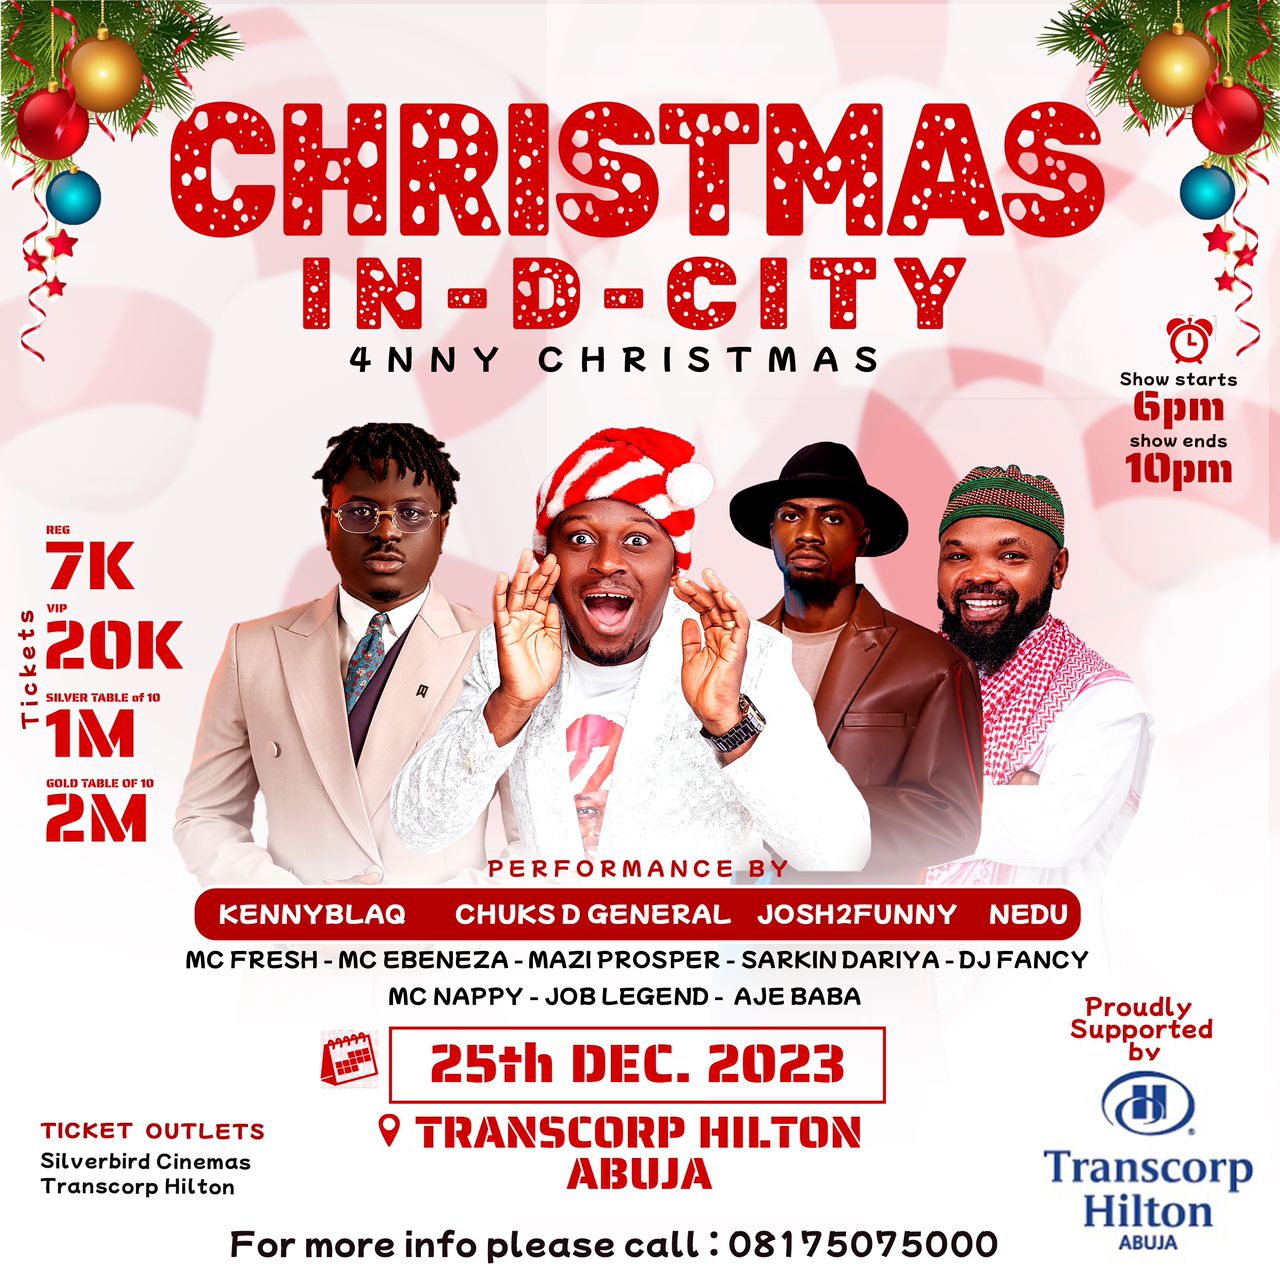 CHRISTMAS
IN-D-CITY
4NNY CHRISTMAS
Show starts
6pm
show ends
10pm
Tickets
REG
7K
VIP
20K
SILVER TABLE of 10
1M
GOLD TABLE OF 10
2M
PERFORMANCE BY
KENNYBLAQ CHUKS D GENERAL JOSH2FUNNY NEDU
MC FRESH - MC EBENEZA - MAZI PROSPER - SARKIN DARIYA - DJ FANCY
MC NAPPY - JOB LEGEND - AJE BABA
25th DEC. 2023
TRANSCORP HILTON
ABUJA
TICKET OUTLETS
Silverbird Cinemas
Transcorp Hilton
Proudly
Supported
by
H
Transcorp
Hilton
ABUJA
For more info please call : 08175075000